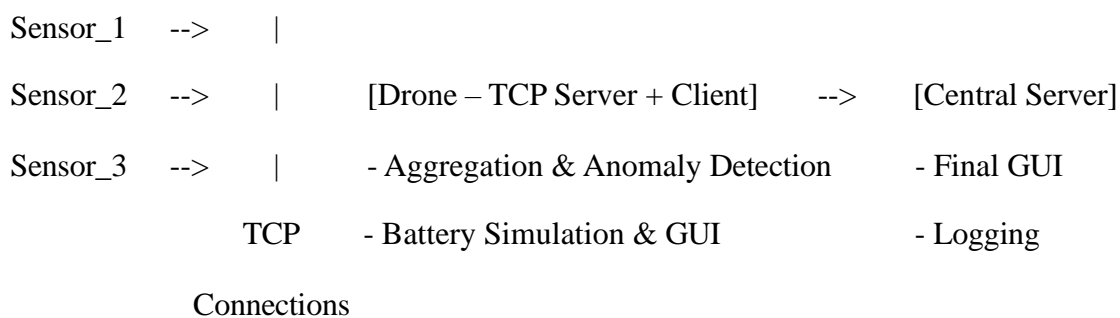 Sensor_1 --> |
Sensor_2 --> | [Drone – TCP Server + Client] --> [Central Server]
Sensor_3 --> | - Aggregation & Anomaly Detection - Final GUI
TCP - Battery Simulation & GUI - Logging
Connections